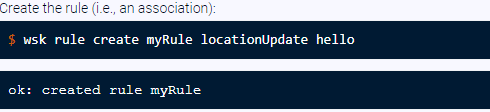 Create the rule (i.e., an association):
$ wsk rule create myRule locationUpdate hello
ok: created rule myRule